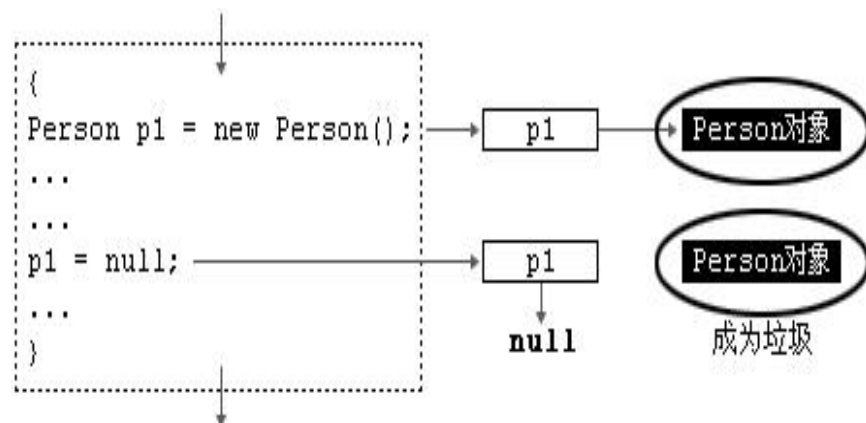 {
Person p1 = new Person(); p1 Person对象
...
...
p1 = null; p1 Person对象
...
null 成为垃圾
}